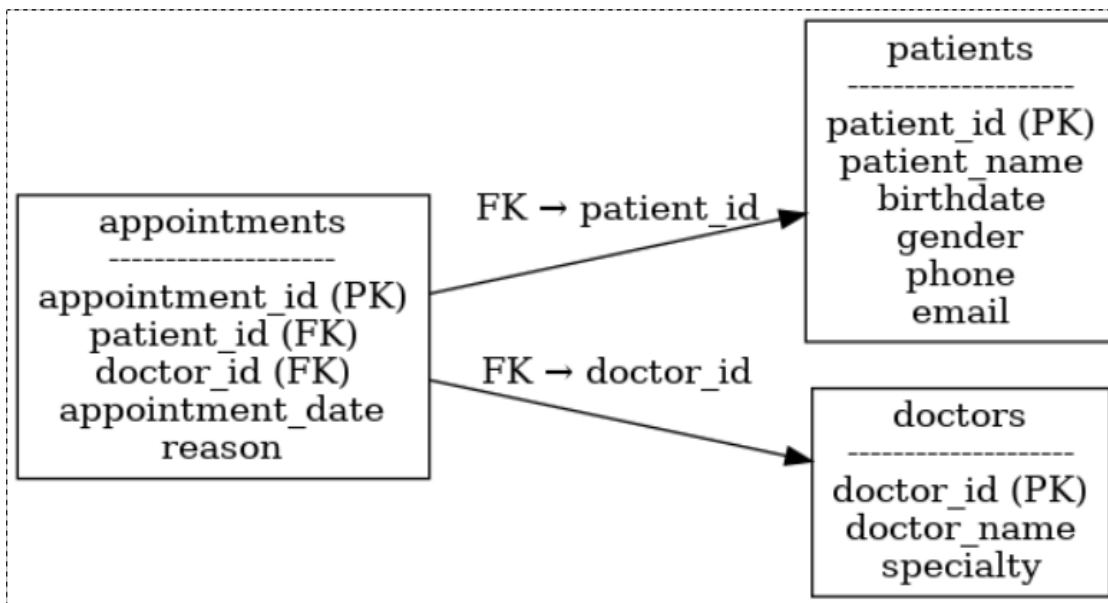 appointments
--------------------
appointment_id (PK)
patient_id (FK)
doctor_id (FK)
appointment_date
reason
FK → patient_id
FK → doctor_id
patients
--------------------
patient_id (PK)
patient_name
birthdate
gender
phone
email
doctors
--------------------
doctor_id (PK)
doctor_name
specialty